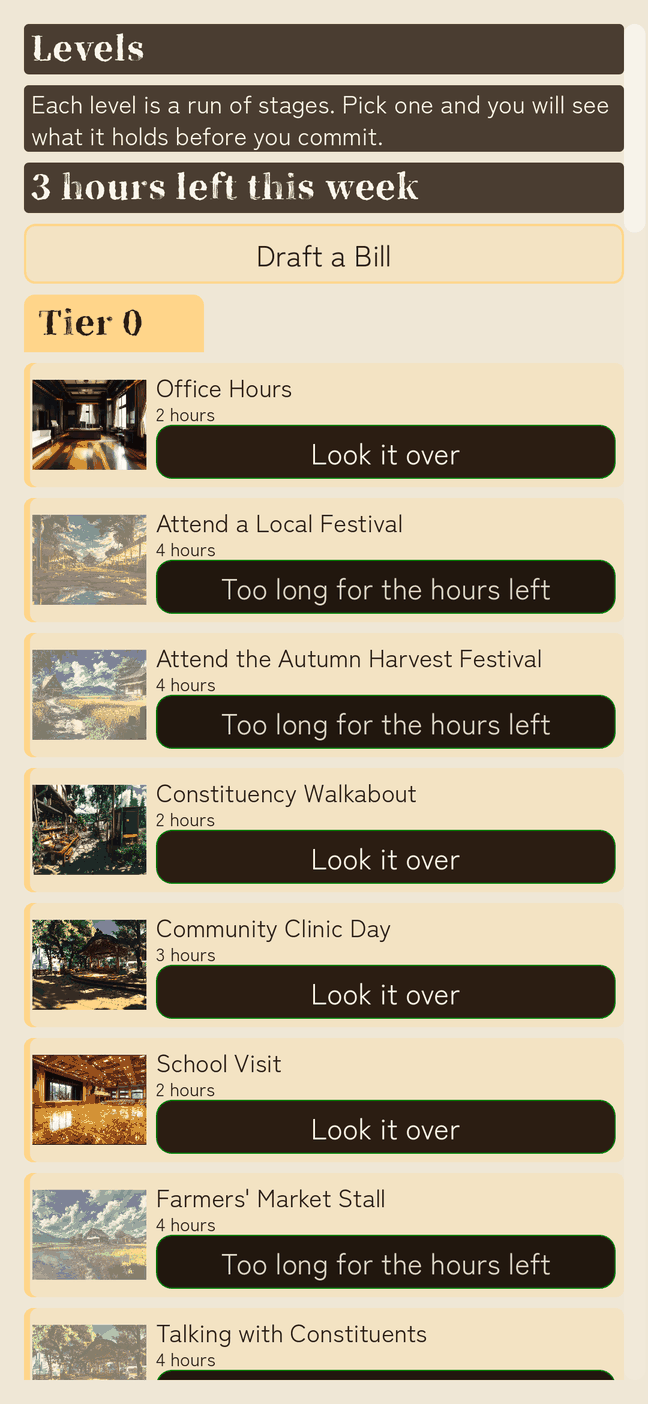 Levels
Each level is a run of stages. Pick one and you will see
what it holds before you commit.
3 hours left this week
Draft a Bill
Tier 0
Office Hours
2 hours
Look it over
Attend a Local Festival
4 hours
Too long for the hours left
Attend the Autumn Harvest Festival
4 hours
Too long for the hours left
Constituency Walkabout
2 hours
Look it over
Community Clinic Day
3 hours
Look it over
School Visit
2 hours
Look it over
Farmers' Market Stall
4 hours
Too long for the hours left
Talking with Constituents
4 hours